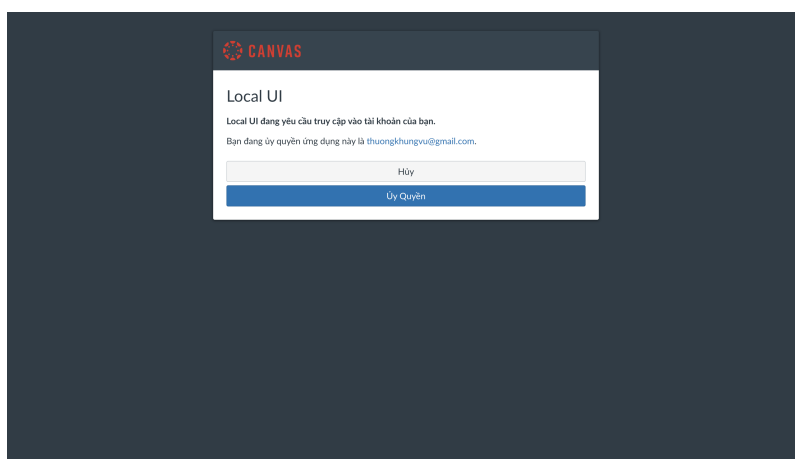 CANVAS
Local UI
Local UI đang yêu cầu truy cập vào tài khoản của bạn.
Bạn đang ủy quyền ứng dụng này là thuongkhungvu@gmail.com.
Hủy
Ủy Quyền